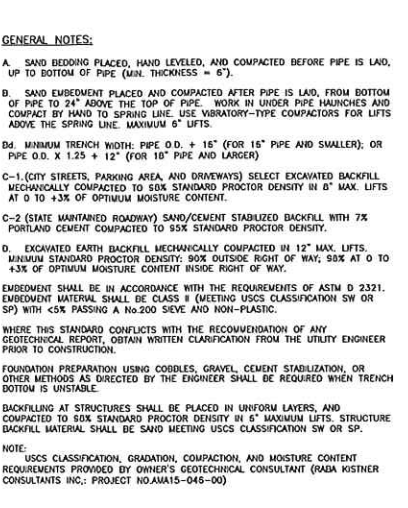 GENERAL NOTES:
A. SAND BEDDING PLACED, HAND LEVELED, AND COMPACTED BEFORE PIPE IS LAID,
UP TO BOTTOM OF PIPE (MIN. THICKNESS = 6").
B. SAND EMBEDMENT PLACED AND COMPACTED AFTER PIPE IS LAID, FROM BOTTOM
OF PIPE TO 24" ABOVE THE TOP OF PIPE. WORK IN UNDER PIPE HAUNCHES AND
COMPACT BY HAND TO SPRING LINE. USE VIBRATORY-TYPE COMPACTORS FOR LIFTS
ABOVE THE SPRING LINE. MAXIMUM 6" LIFTS.
Bd. MINIMUM TRENCH WIDTH: PIPE O.D. + 16" (FOR 15" PIPE AND SMALLER); OR
PIPE O.D. X 1.25 + 12" (FOR 18" PIPE AND LARGER)
C-1.(CITY STREETS, PARKING AREA, AND DRIVEWAYS) SELECT EXCAVATED BACKFILL
MECHANICALLY COMPACTED TO 98% STANDARD PROCTOR DENSITY IN 8" MAX. LIFTS
AT 0 TO +3% OF OPTIMUM MOISTURE CONTENT.
C-2 (STATE MAINTAINED ROADWAY) SAND/CEMENT STABILIZED BACKFILL WITH 7%
PORTLAND CEMENT COMPACTED TO 95% STANDARD PROCTOR DENSITY.
D. EXCAVATED EARTH BACKFILL MECHANICALLY COMPACTED IN 12" MAX. LIFTS.
MINIMUM STANDARD PROCTOR DENSITY: 90% OUTSIDE RIGHT OF WAY; 98% AT 0 TO
+3% OF OPTIMUM MOISTURE CONTENT INSIDE RIGHT OF WAY.
EMBEDMENT SHALL BE IN ACCORDANCE WITH THE REQUIREMENTS OF ASTM D 2321.
EMBEDMENT MATERIAL SHALL BE CLASS II (MEETING USCS CLASSIFICATION SW OR
SP) WITH <5% PASSING A No.200 SIEVE AND NON-PLASTIC.
WHERE THIS STANDARD CONFLICTS WITH THE RECOMMENDATION OF ANY
GEOTECHNICAL REPORT, OBTAIN WRITTEN CLARIFICATION FROM THE UTILITY ENGINEER
PRIOR TO CONSTRUCTION.
FOUNDATION PREPARATION USING COBBLES, GRAVEL, CEMENT STABILIZATION, OR
OTHER METHODS AS DIRECTED BY THE ENGINEER SHALL BE REQUIRED WHEN TRENCH
BOTTOM IS UNSTABLE.
BACKFILLING AT STRUCTURES SHALL BE PLACED IN UNIFORM LAYERS, AND
COMPACTED TO 98% STANDARD PROCTOR DENSITY IN 6" MAXIMUM LIFTS. STRUCTURE
BACKFILL MATERIAL SHALL BE SAND MEETING USCS CLASSIFICATION SW OR SP.
NOTE:
USCS CLASSIFICATION, GRADATION, COMPACTION, AND MOISTURE CONTENT
REQUIREMENTS PROVIDED BY OWNER'S GEOTECHNICAL CONSULTANT (RABA KISTNER
CONSULTANTS INC,: PROJECT NO.AMA15-045-00)